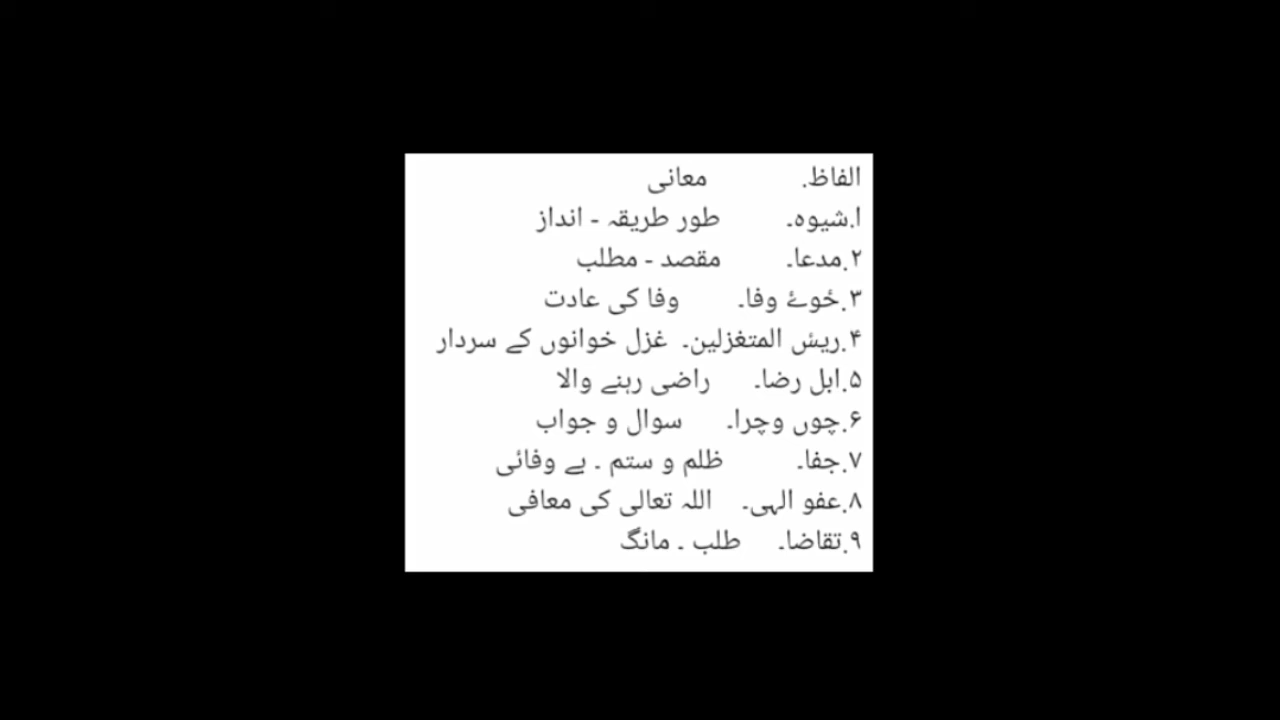 الفاظ. معانی
ا.شیوہ۔ طور طریقہ - انداز
۲.مدعا۔ مقصد - مطلب
۳.خوۓ وفا۔ وفا کی عادت
۴.ریںٔس المتغزلین۔ غزل خوانوں کے سردار
۵.اہل رضا۔ راضی رہنے والا
۶.چوں وچرا۔ سوال و جواب
۷.جفا۔ ظلم و ستم ۔ بے وفائی
۸.عفو الہی۔ اللہ تعالی کی معافی
۹.تقاضا۔ طلب ۔ مانگ